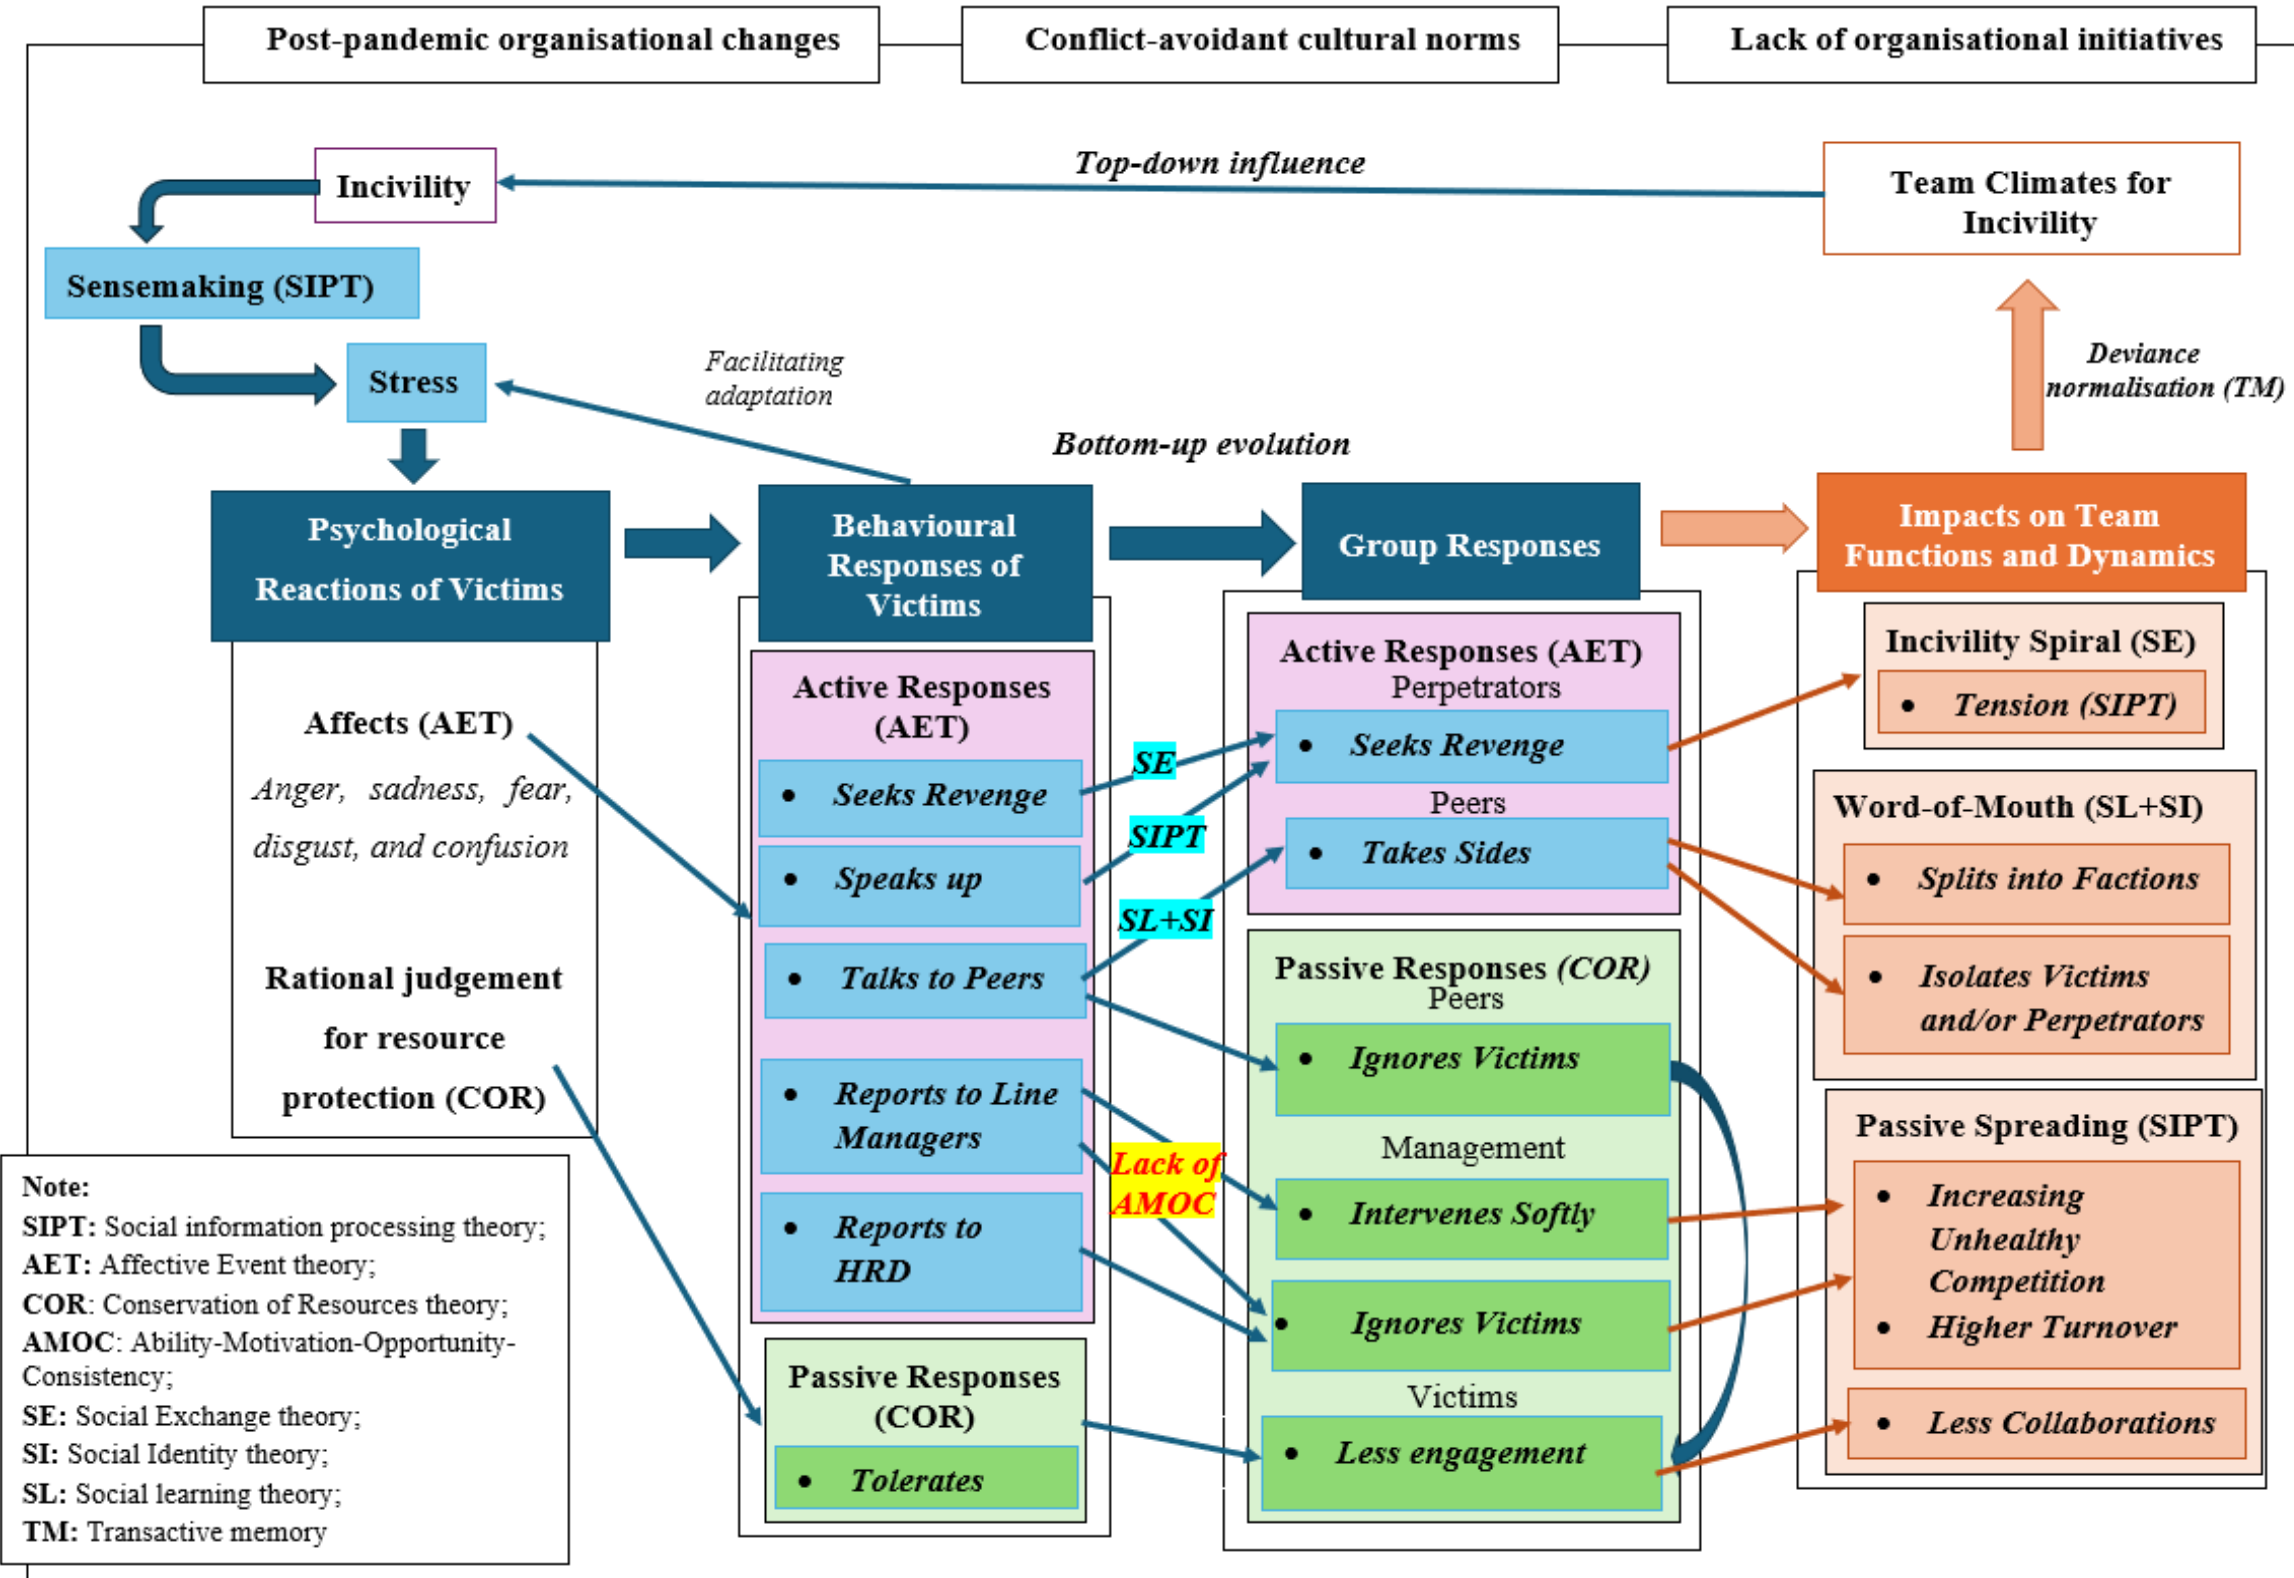 Post-pandemic organisational changes
Conflict-avoidant cultural norms
Lack of organisational initiatives
Incivility
Top-down influence
Team Climates for
Incivility
Sensemaking (SIPT)
Stress
Facilitating
adaptation
Deviance
normalisation (TM)
Bottom-up evolution
Psychological
Reactions of Victims
Affects (AET)
Anger, sadness, fear,
disgust, and confusion
Rational judgement
for resource
protection (COR)
Behavioural
Responses of
Victims
Active Responses
(AET)
• Seeks Revenge
• Speaks up
• Talks to Peers
• Reports to Line
Managers
• Reports to
HRD
Passive Responses
(COR)
• Tolerates
SE
SIPT
SL+SI
Lack of
AMOC
Group Responses
Active Responses (AET)
Perpetrators
• Seeks Revenge
Peers
• Takes Sides
Passive Responses (COR)
Peers
• Ignores Victims
Management
• Intervenes Softly
• Ignores Victims
Victims
• Less engagement
Impacts on Team
Functions and Dynamics
Incivility Spiral (SE)
• Tension (SIPT)
Word-of-Mouth (SL+SI)
• Splits into Factions
• Isolates Victims
and/or Perpetrators
Passive Spreading (SIPT)
• Increasing
Unhealthy
Competition
• Higher Turnover
• Less Collaborations
Note:
SIPT: Social information processing theory;
AET: Affective Event theory;
COR: Conservation of Resources theory;
AMOC: Ability-Motivation-Opportunity-
Consistency;
SE: Social Exchange theory;
SI: Social Identity theory;
SL: Social learning theory;
TM: Transactive memory